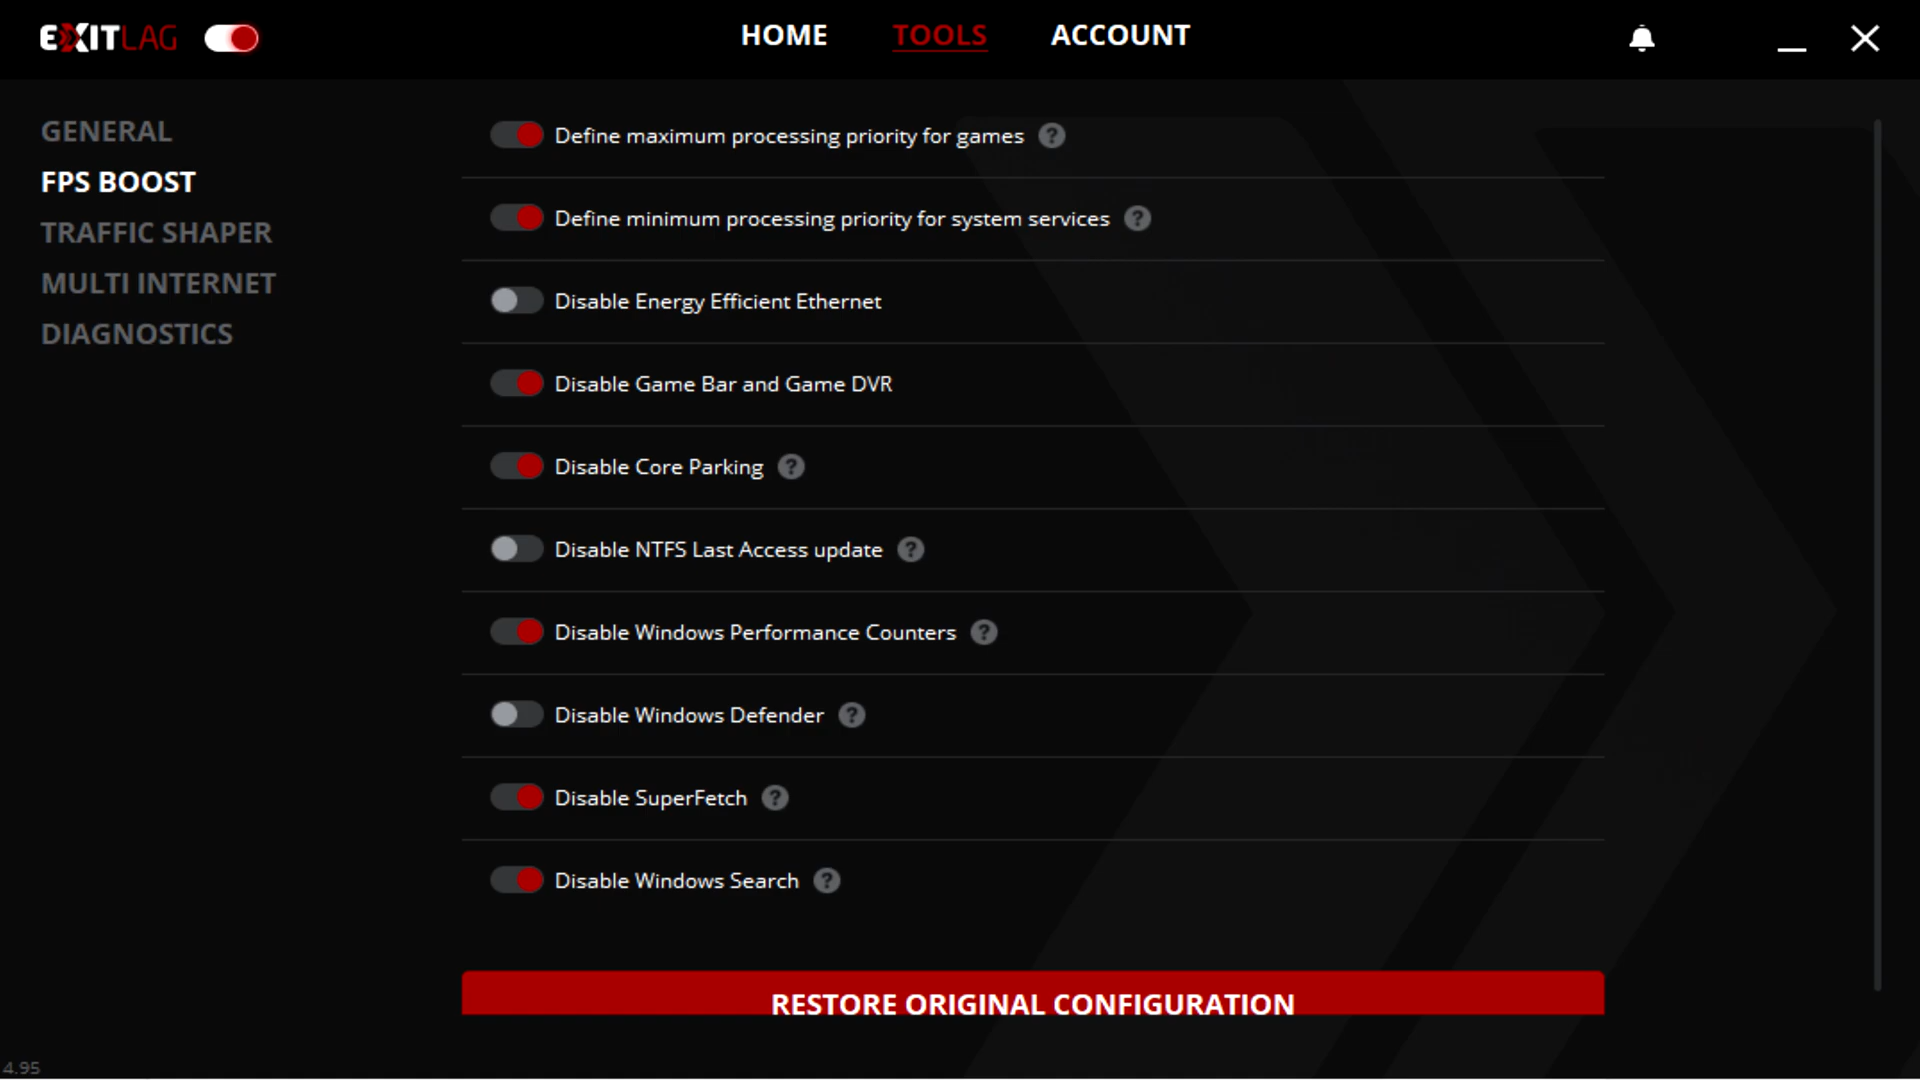 EXITLAG HOME TOOLS ACCOUNT
GENERAL
FPS BOOST
TRAFFIC SHAPER
MULTI INTERNET
DIAGNOSTICS
Define maximum processing priority for games ?
Define minimum processing priority for system services ?
Disable Energy Efficient Ethernet
Disable Game Bar and Game DVR
Disable Core Parking ?
Disable NTFS Last Access update ?
Disable Windows Performance Counters ?
Disable Windows Defender ?
Disable SuperFetch ?
Disable Windows Search ?
RESTORE ORIGINAL CONFIGURATION
4.95